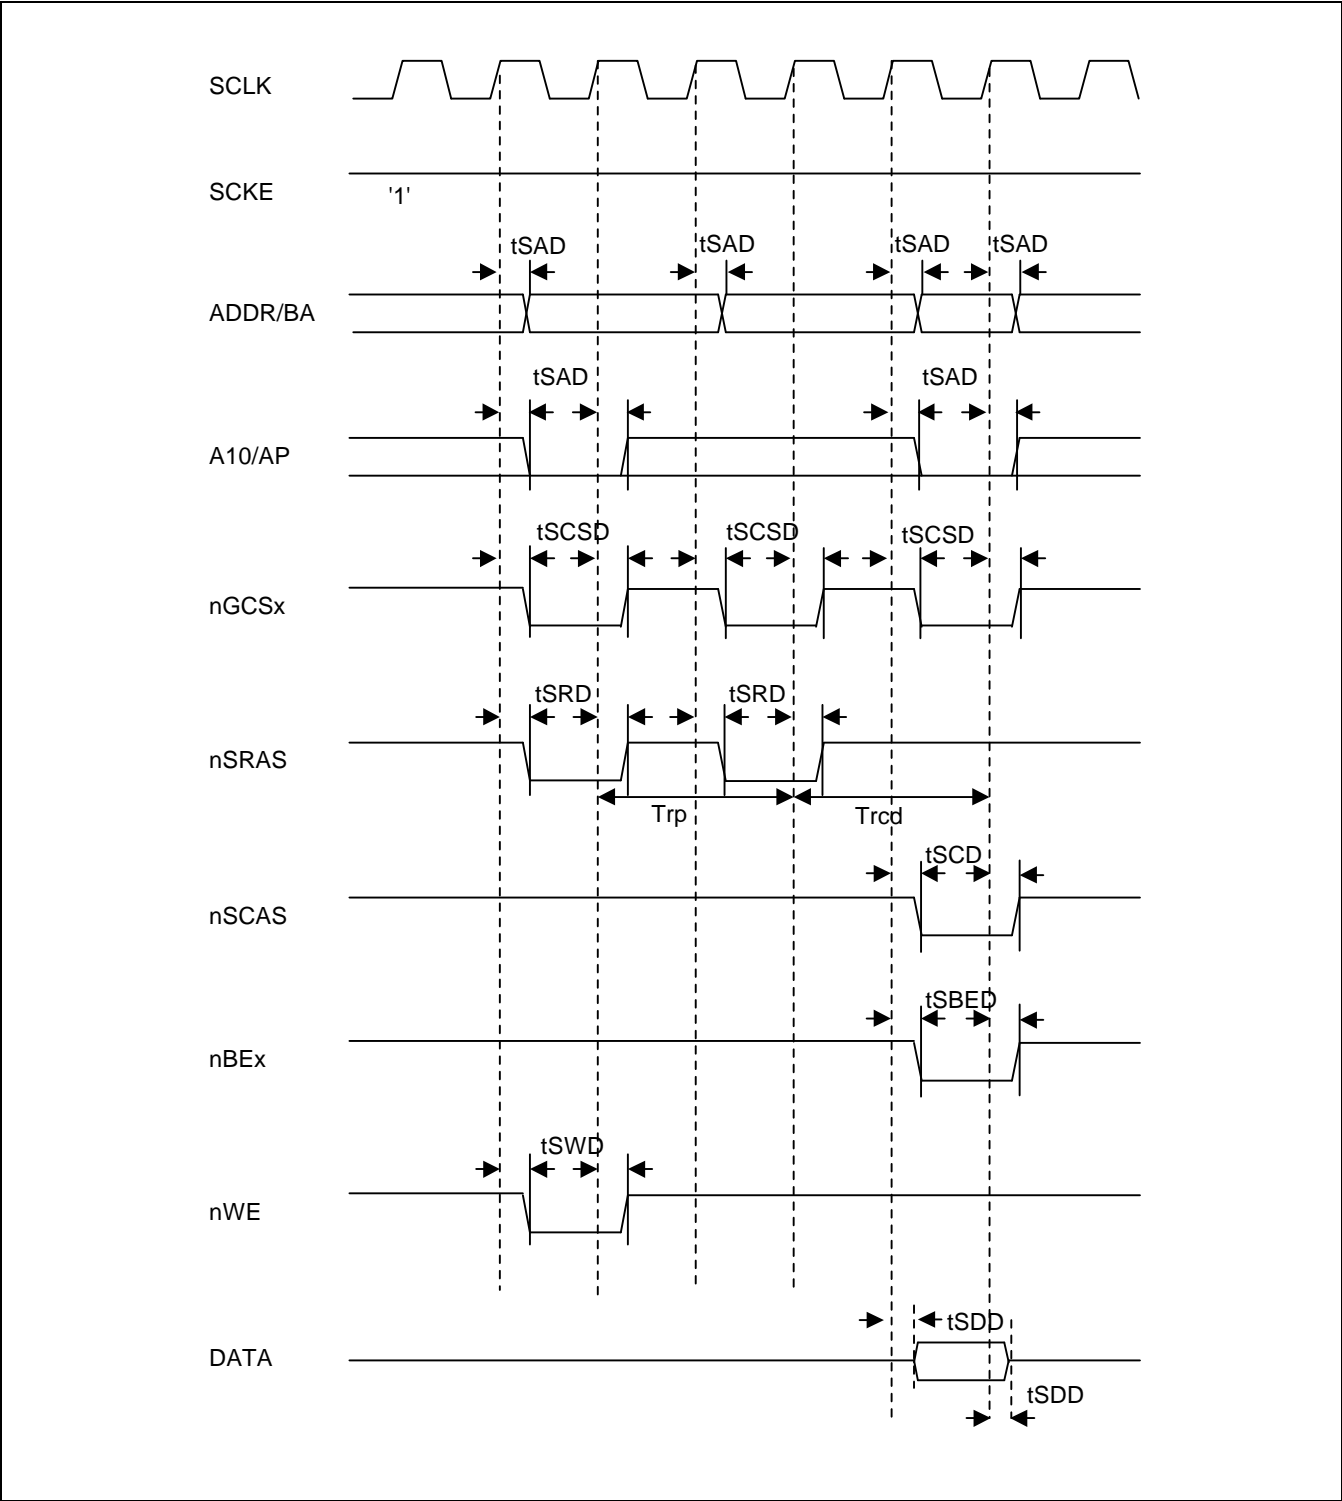 SCLK
SCKE
'1'
tSAD tSAD tSAD tSAD
ADDR/BA
tSAD tSAD
A10/AP
tSCSD tSCSD tSCSD
nGCSx
tSRD tSRD
nSRAS
Trp Trcd
tSCD
nSCAS
tSBED
nBEx
tSWD
nWE
tSDD
DATA
tSDD